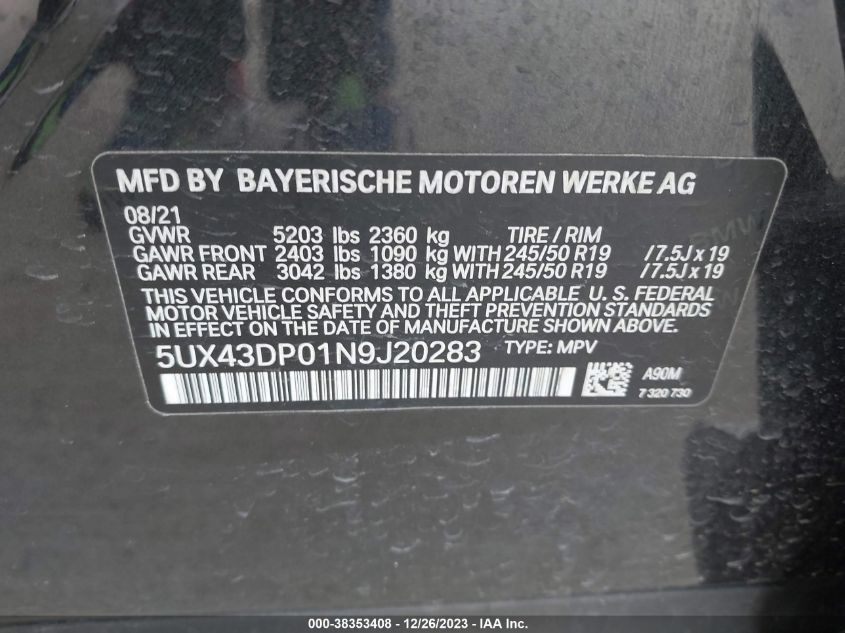 MFD BY BAYERISCHE MOTOREN WERKE AG
08/21
GVWR 5203 lbs 2360 kg TIRE / RIM
GAWR FRONT 2403 lbs 1090 kg WITH 245/50 R19 /7.5J x 19
GAWR REAR 3042 lbs 1380 kg WITH 245/50 R19 /7.5J x 19
THIS VEHICLE CONFORMS TO ALL APPLICABLE U. S. FEDERAL
MOTOR VEHICLE SAFETY AND THEFT PREVENTION STANDARDS
IN EFFECT ON THE DATE OF MANUFACTURE SHOWN ABOVE.
5UX43DP01N9J20283 TYPE: MPV
A90M
7 320 730
000-38353408 - 12/26/2023 - IAA Inc.